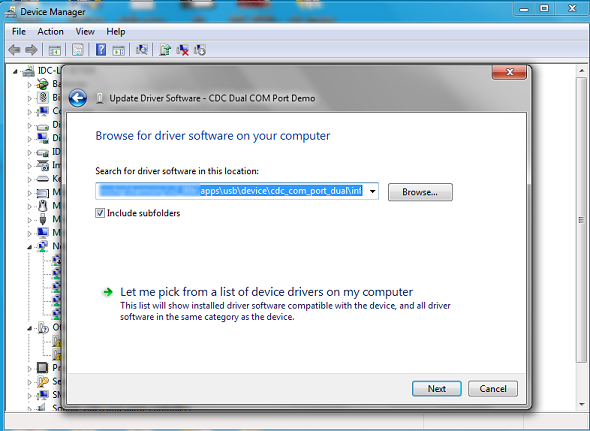 Device Manager
File Action View Help
IDC-L
Update Driver Software - CDC Dual COM Port Demo
Browse for driver software on your computer
Search for driver software in this location:
apps\usb\device\cdc_com_port_dual\inf
Browse...
Include subfolders
Let me pick from a list of device drivers on my computer
This list will show installed driver software compatible with the device, and all driver
software in the same category as the device.
Next Cancel